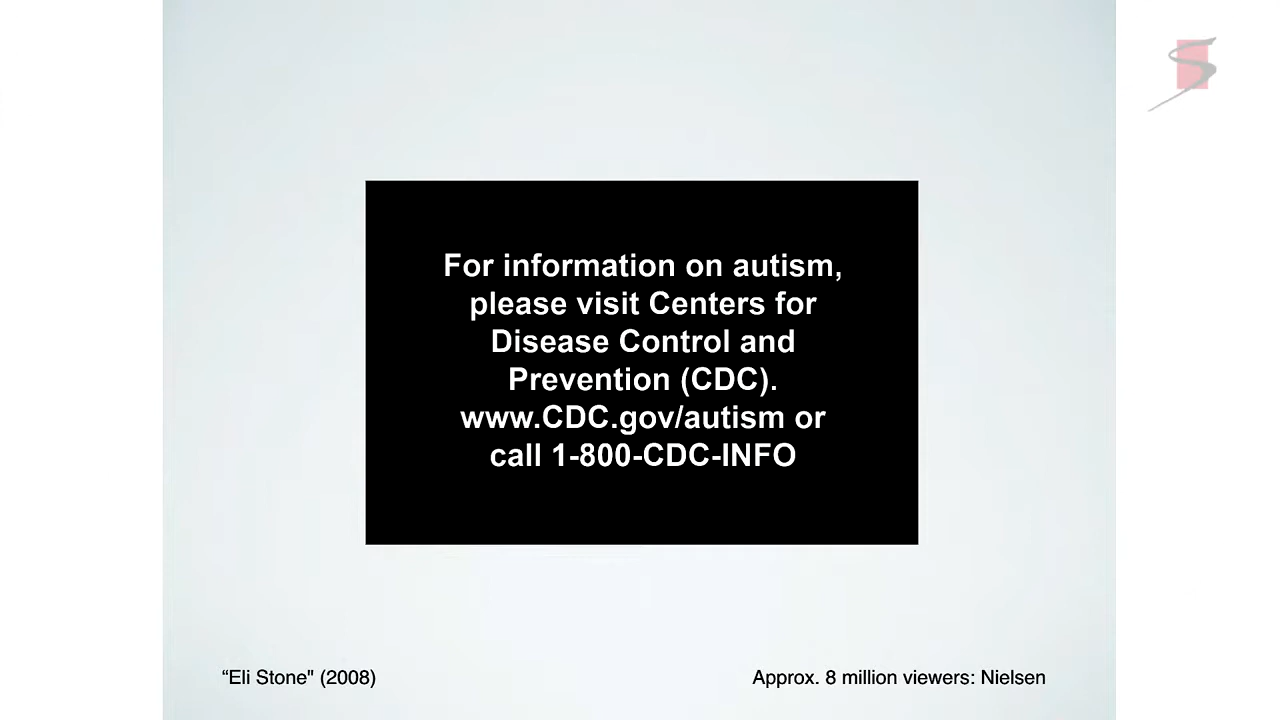 For information on autism,
please visit Centers for
Disease Control and
Prevention (CDC).
www.CDC.gov/autism or
call 1-800-CDC-INFO
“Eli Stone" (2008)
Approx. 8 million viewers: Nielsen